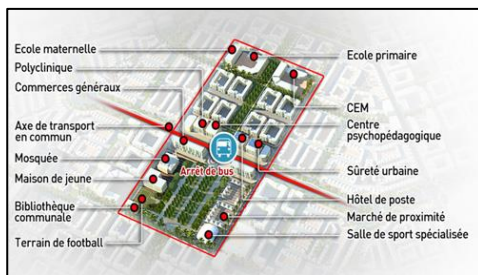 Ecole maternelle
Polyclinique
Commerces généraux
Axe de transport
en commun
Mosquée
Maison de jeune
Bibliothèque
communale
Terrain de football
Arrêt de bus
Ecole primaire
CEM
Centre
psychopédagogique
Sûreté urbaine
Hôtel de poste
Marché de proximité
Salle de sport spécialisée